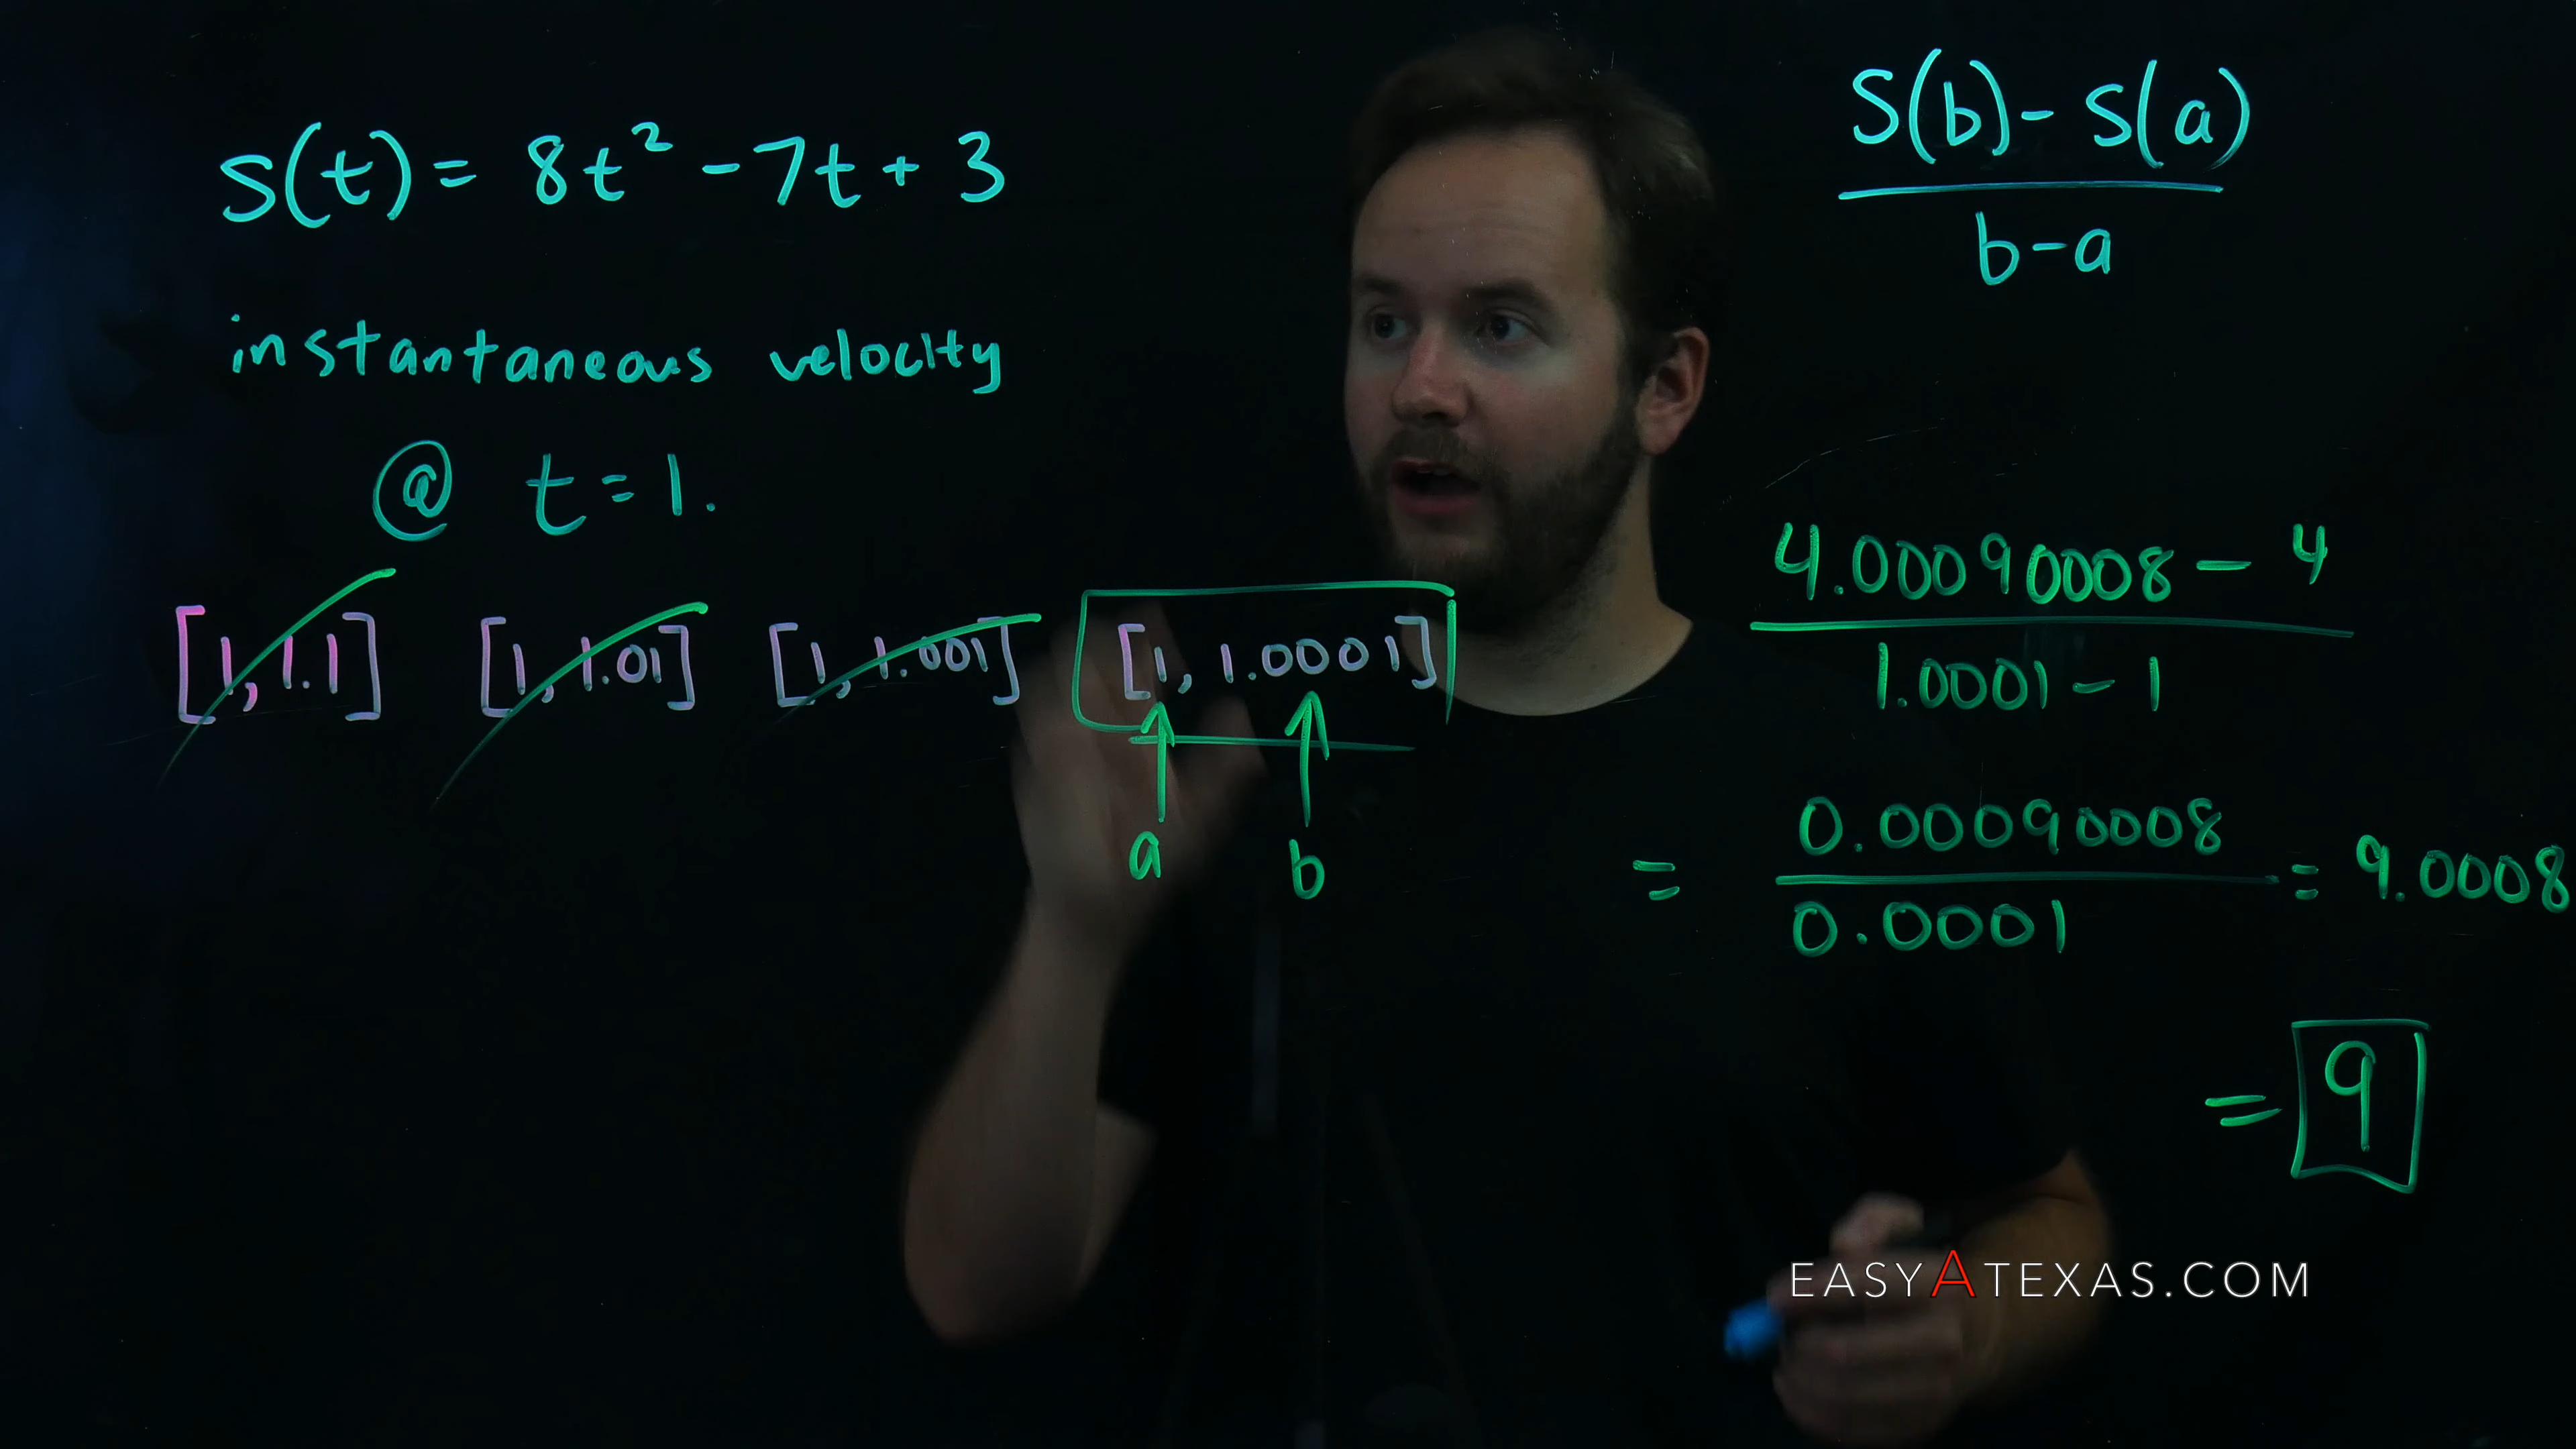 s(t) = 8t² - 7t + 3
instantaneous velocity
@ t = 1.
[1, 1.1] [1, 1.01] [1, 1.001] [1, 1.0001]
a b
S(b) - S(a)
b - a
4.00090008 - 4
1.0001 - 1
= 0.00090008 = 9.0008
0.0001
= 9
EASYATEXAS.COM